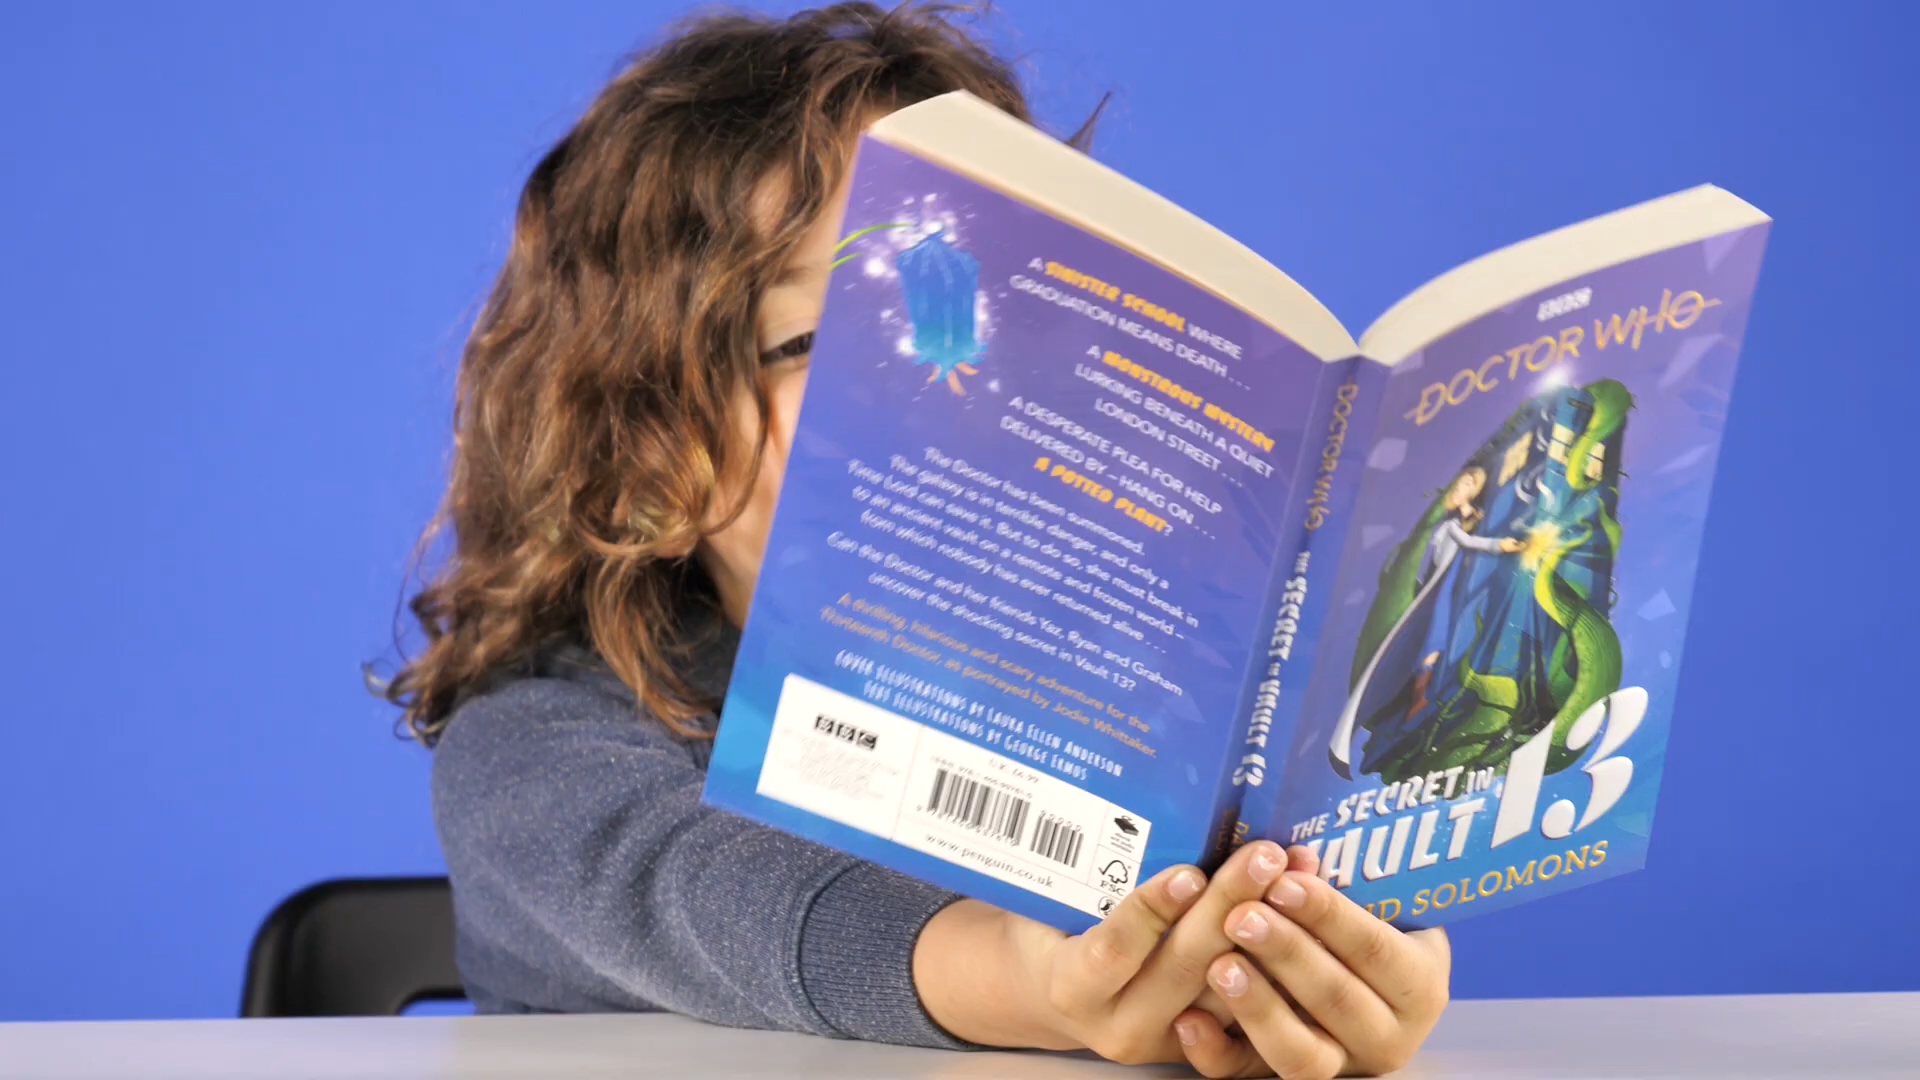 A SINISTER SCHOOL WHERE
GRADUATION MEANS DEATH . . .
A MONSTROUS MYSTERY
LURKING BENEATH A QUIET
LONDON STREET . . .
A DESPERATE PLEA FOR HELP
DELIVERED BY – HANG ON . . .
A POTTED PLANT?
The Doctor has been summoned.
The galaxy is in terrible danger, and only a
Time Lord can save it. But to do so, she must break in
to an ancient vault on a remote and frozen world –
from which nobody has ever returned alive . . .
Can the Doctor and her friends Yaz, Ryan and Graham
uncover the shocking secret in Vault 13?
A thrilling, hilarious and scary adventure for the
Thirteenth Doctor, as portrayed by Jodie Whittaker.
COVER ILLUSTRATIONS BY LAURA ELLEN ANDERSON
TEXT ILLUSTRATIONS BY GEORGE ERMOS
BBC
U.K. £6.99
00000
www.penguin.co.uk
FSC
DOCTOR WHO
THE SECRET IN VAULT 13
BBC
DOCTOR WHO
THE SECRET IN
VAULT 13
SOLOMONS